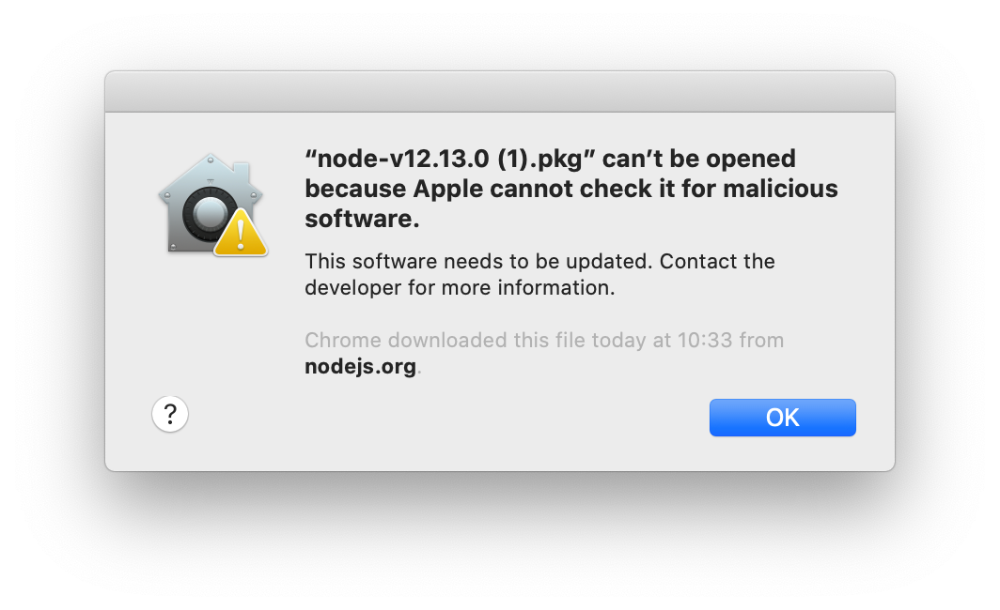 “node-v12.13.0 (1).pkg” can’t be opened
because Apple cannot check it for malicious
software.
This software needs to be updated. Contact the
developer for more information.
Chrome downloaded this file today at 10:33 from
nodejs.org.
?
OK